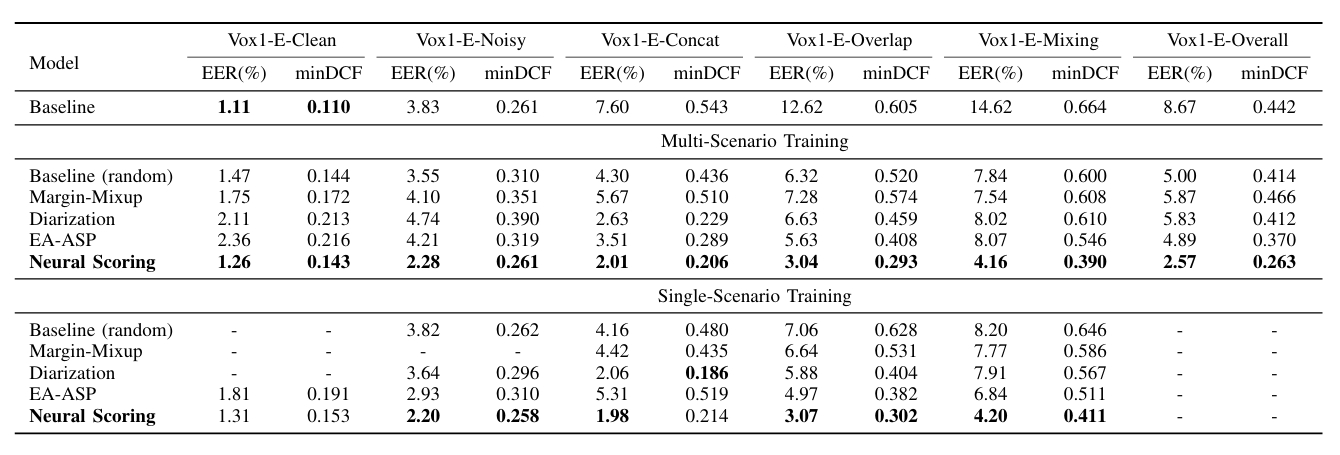 Model Vox1-E-Clean Vox1-E-Noisy Vox1-E-Concat Vox1-E-Overlap Vox1-E-Mixing Vox1-E-Overall
EER(%) minDCF EER(%) minDCF EER(%) minDCF EER(%) minDCF EER(%) minDCF EER(%) minDCF
Baseline 1.11 0.110 3.83 0.261 7.60 0.543 12.62 0.605 14.62 0.664 8.67 0.442
Multi-Scenario Training
Baseline (random) 1.47 0.144 3.55 0.310 4.30 0.436 6.32 0.520 7.84 0.600 5.00 0.414
Margin-Mixup 1.75 0.172 4.10 0.351 5.67 0.510 7.28 0.574 7.54 0.608 5.87 0.466
Diarization 2.11 0.213 4.74 0.390 2.63 0.229 6.63 0.459 8.02 0.610 5.83 0.412
EA-ASP 2.36 0.216 4.21 0.319 3.51 0.289 5.63 0.408 8.07 0.546 4.89 0.370
Neural Scoring 1.26 0.143 2.28 0.261 2.01 0.206 3.04 0.293 4.16 0.390 2.57 0.263
Single-Scenario Training
Baseline (random) - - 3.82 0.262 4.16 0.480 7.06 0.628 8.20 0.646 - -
Margin-Mixup - - - - 4.42 0.435 6.64 0.531 7.77 0.586 - -
Diarization - - 3.64 0.296 2.06 0.186 5.88 0.404 7.91 0.567 - -
EA-ASP 1.81 0.191 2.93 0.310 5.31 0.519 4.97 0.382 6.84 0.511 - -
Neural Scoring 1.31 0.153 2.20 0.258 1.98 0.214 3.07 0.302 4.20 0.411 - -